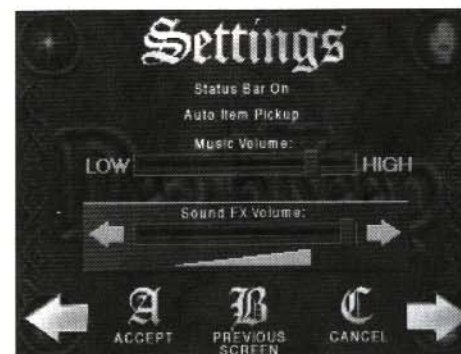 Settings
Status Bar On
Auto Item Pickup
Music Volume:
LOW HIGH
Sound FX Volume:
A B C
ACCEPT PREVIOUS SCREEN CANCEL